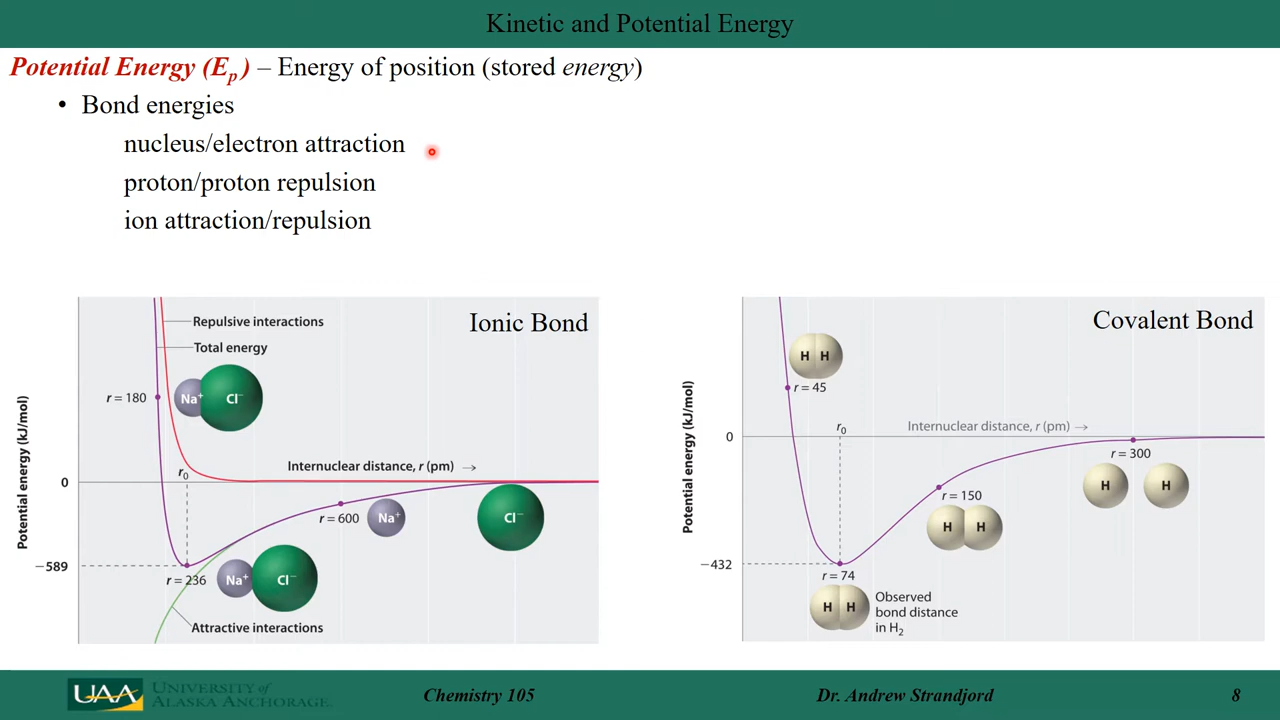 Kinetic and Potential Energy
Potential Energy (Ep) – Energy of position (stored energy)
• Bond energies
nucleus/electron attraction
proton/proton repulsion
ion attraction/repulsion
Ionic Bond
Repulsive interactions
Total energy
r = 180
Na⁺
Cl⁻
r₀
Internuclear distance, r (pm) →
0
Potential energy (kJ/mol)
r = 600
Na⁺
Cl⁻
−589
r = 236
Na⁺
Cl⁻
Attractive interactions
Covalent Bond
H H
r = 45
r₀
Internuclear distance, r (pm) →
0
Potential energy (kJ/mol)
r = 300
H H
r = 150
H H
−432
r = 74
H H
Observed
bond distance
in H₂
UAA
UNIVERSITY of
ALASKA ANCHORAGE
Chemistry 105
Dr. Andrew Strandjord
8